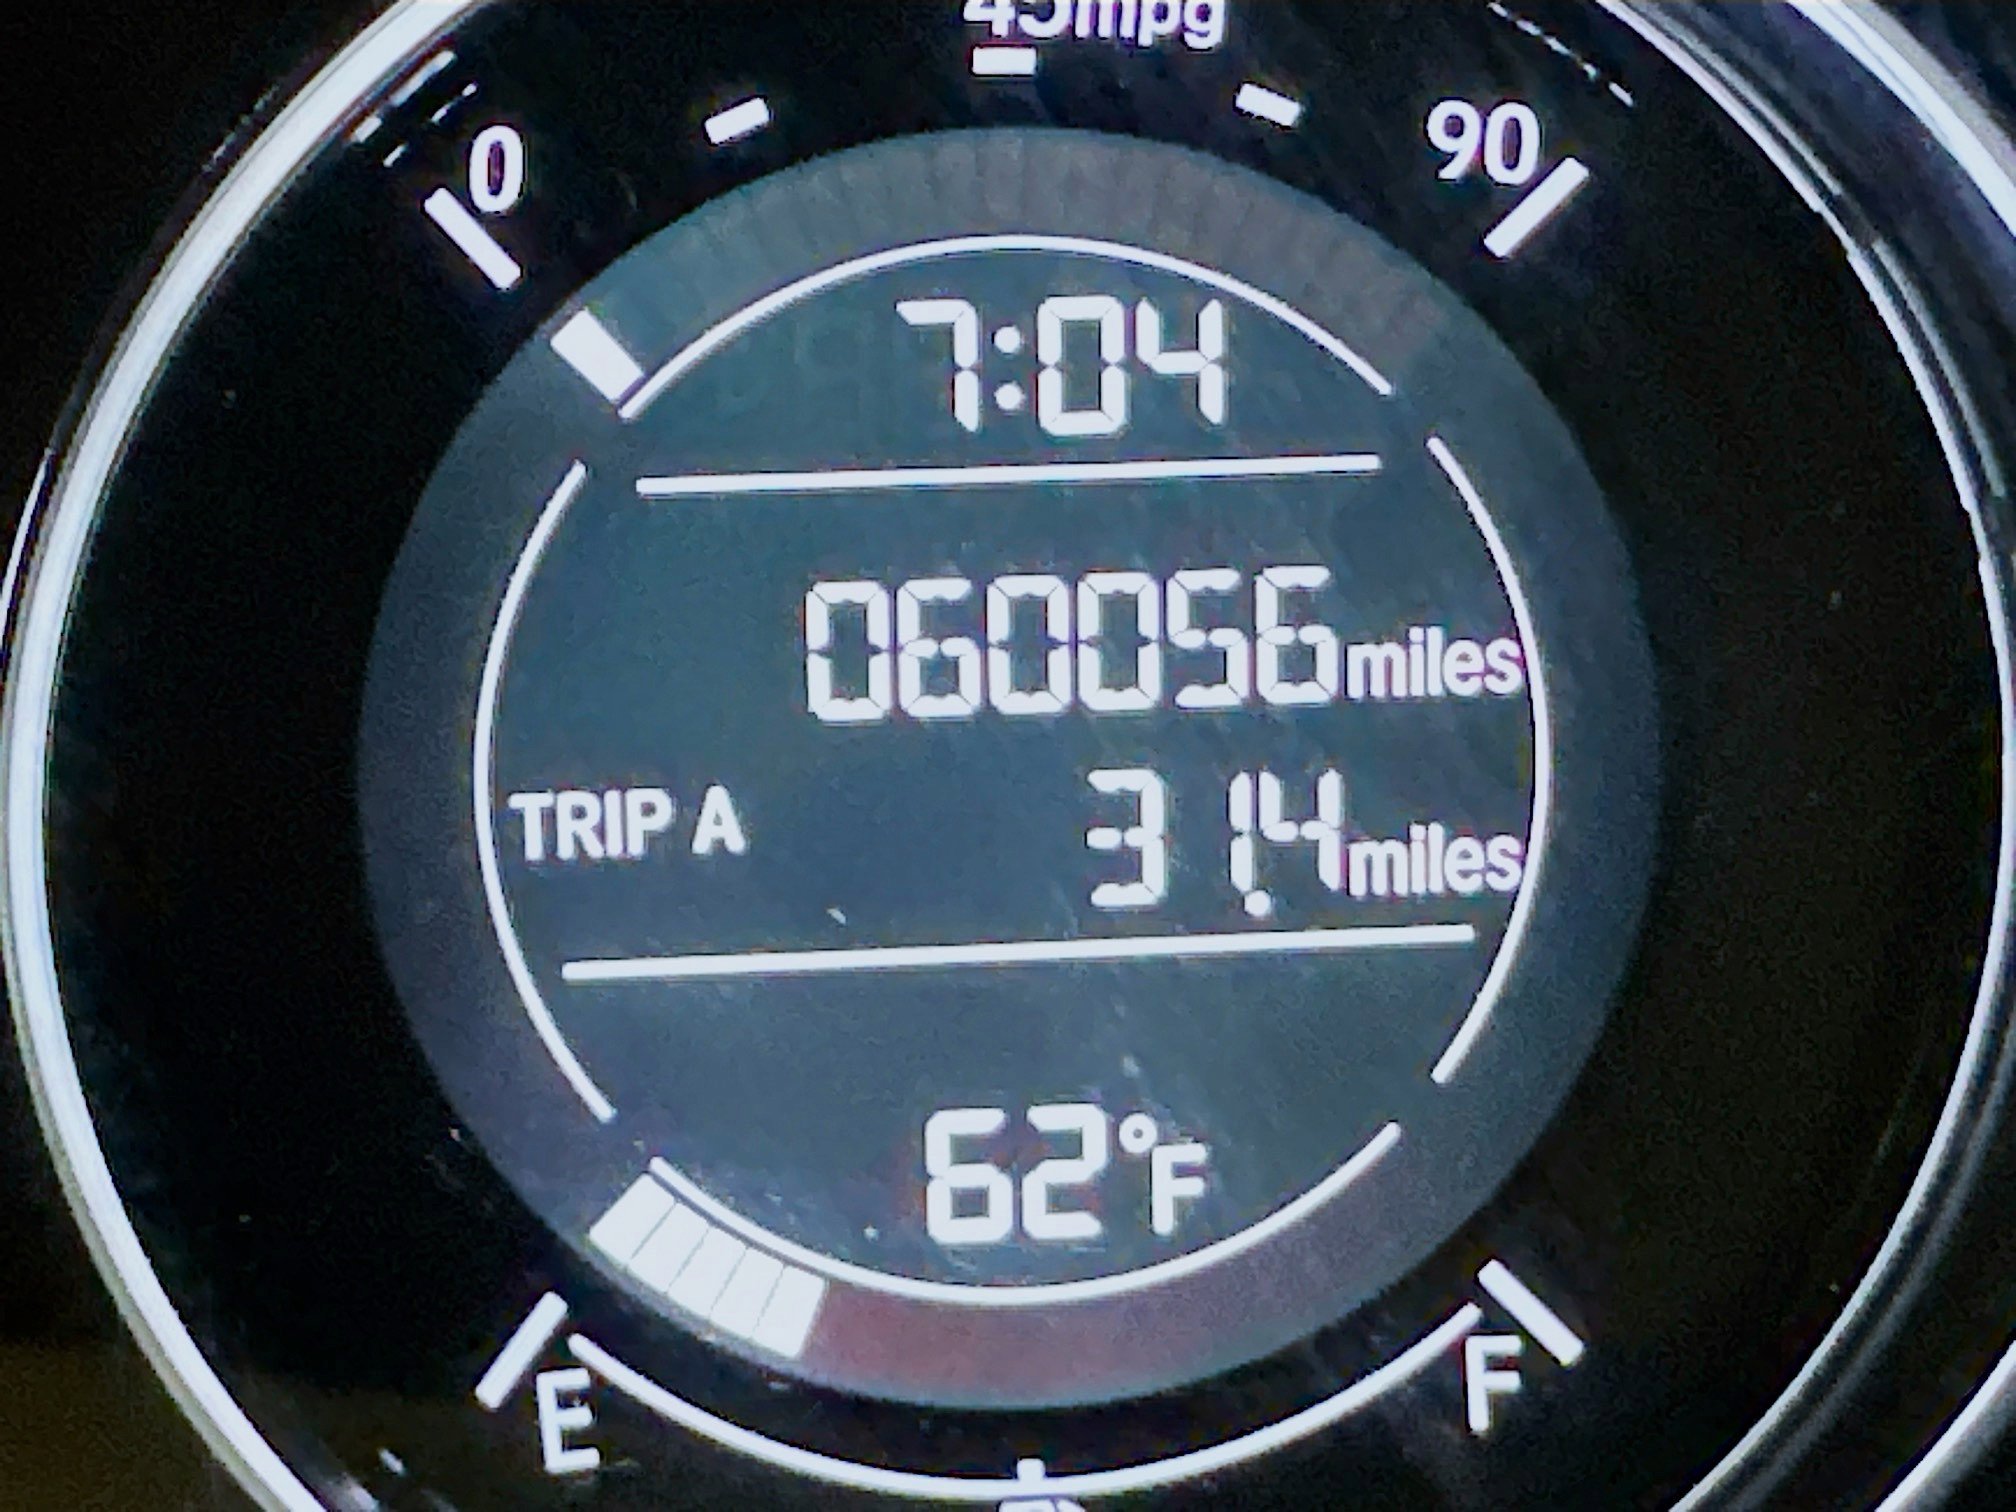 45mpg
0
90
7:04
060056miles
TRIP A 31.4miles
62°F
E
F